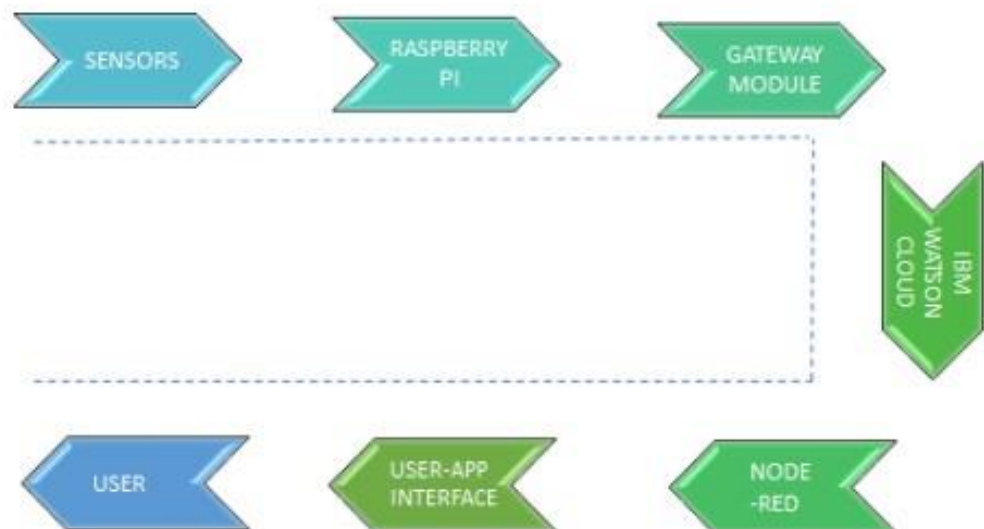 SENSORS
RASPBERRY
PI
GATEWAY
MODULE
IBM
WATSON
CLOUD
NODE
-RED
USER-APP
INTERFACE
USER